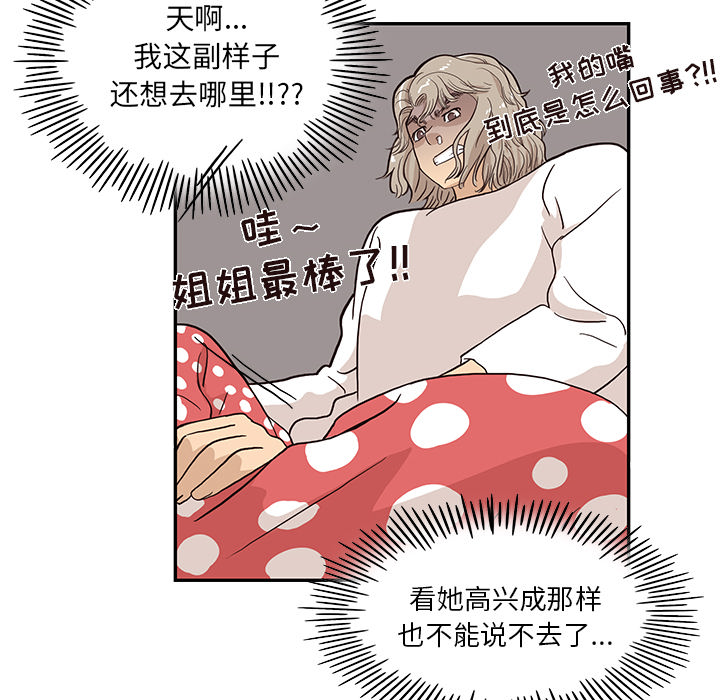 天啊...
我这副样子
还想去哪里!!??
我的嘴
到底是怎么回事?!!
哇～
姐姐最棒了!!
看她高兴成那样
也不能说不去了...